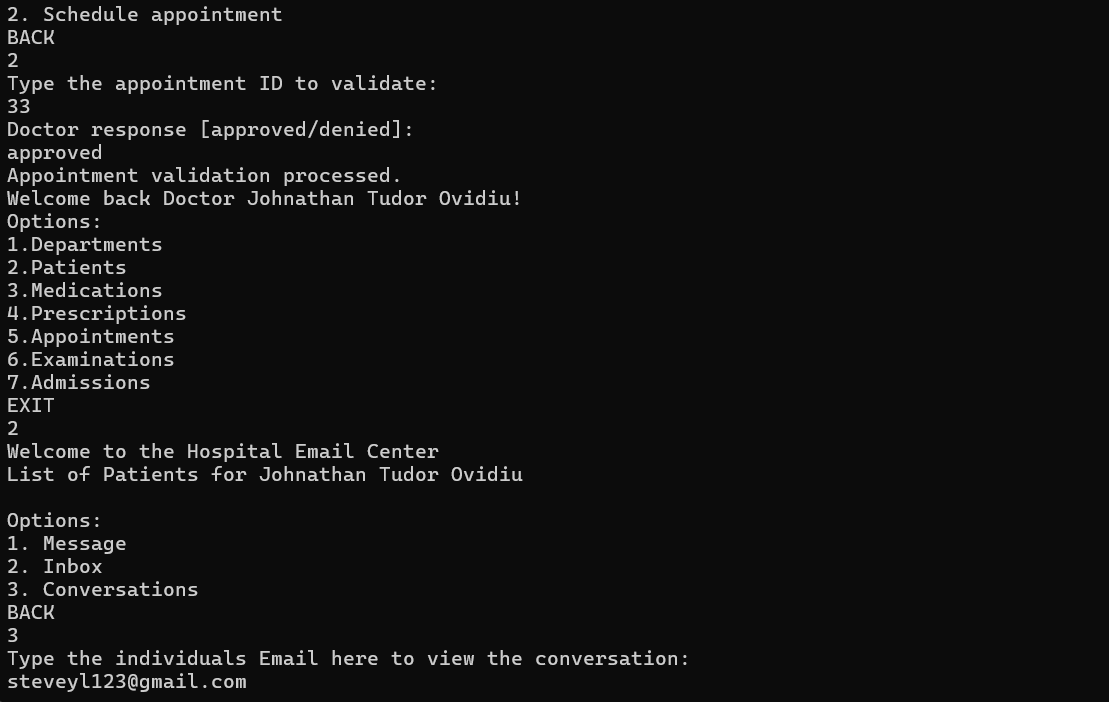 2. Schedule appointment
BACK
2
Type the appointment ID to validate:
33
Doctor response [approved/denied]:
approved
Appointment validation processed.
Welcome back Doctor Johnathan Tudor Ovidiu!
Options:
1.Departments
2.Patients
3.Medications
4.Prescriptions
5.Appointments
6.Examinations
7.Admissions
EXIT
2
Welcome to the Hospital Email Center
List of Patients for Johnathan Tudor Ovidiu

Options:
1. Message
2. Inbox
3. Conversations
BACK
3
Type the individuals Email here to view the conversation:
steveyl123@gmail.com